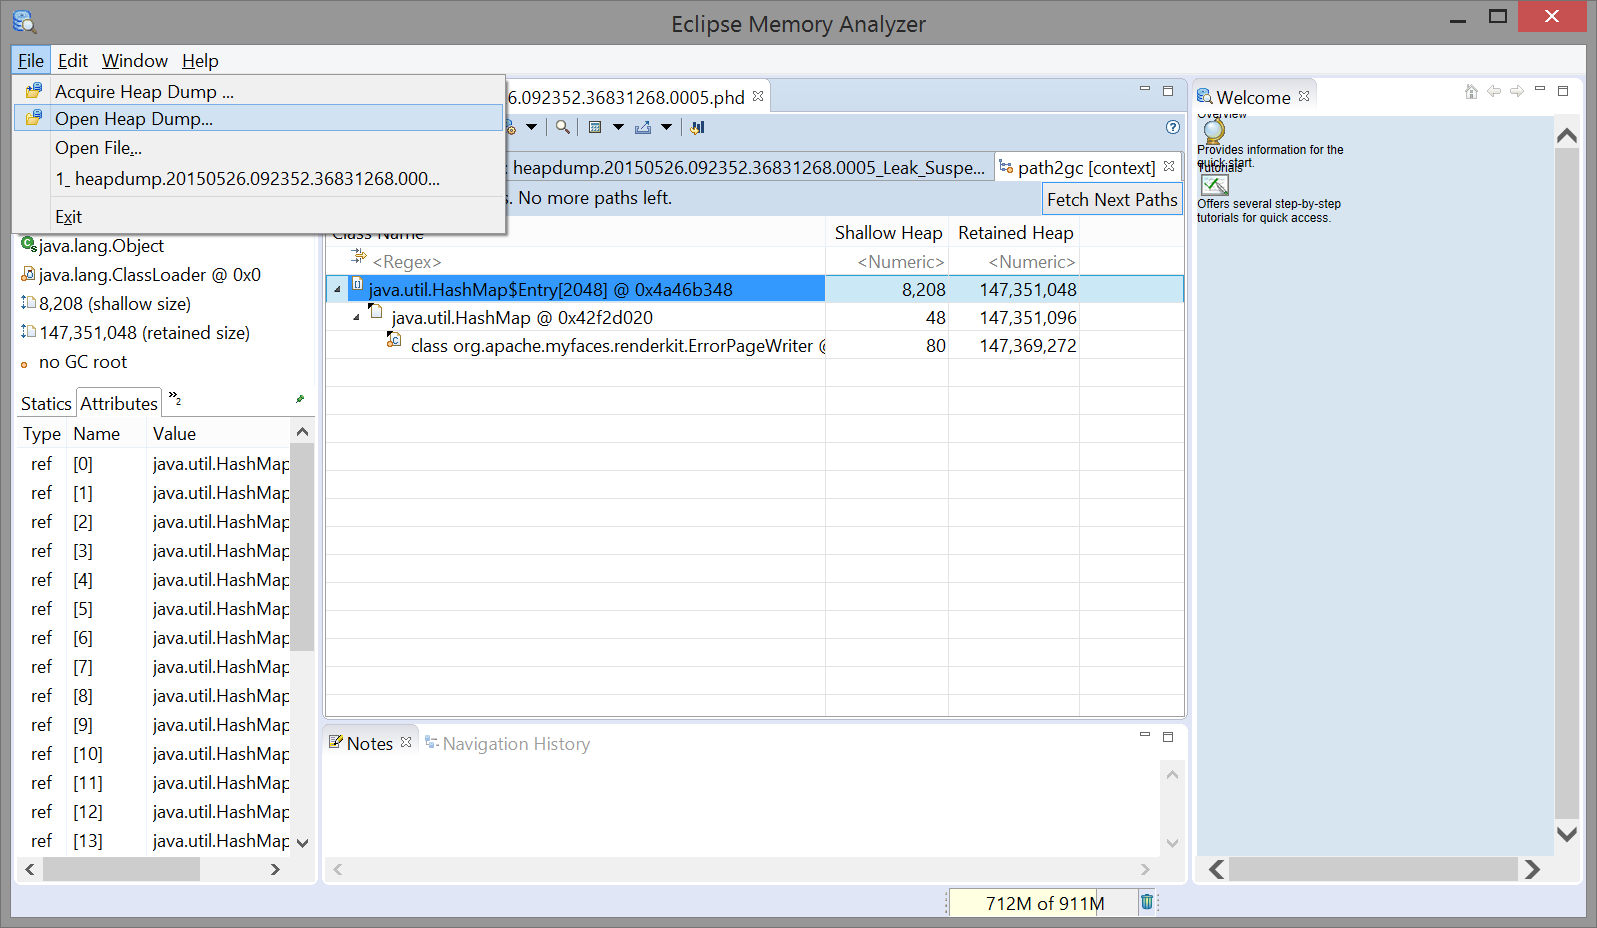 Eclipse Memory Analyzer
File Edit Window Help
Acquire Heap Dump ...
Open Heap Dump...
Open File...
1_ heapdump.20150526.092352.36831268.000...
Exit
6.092352.36831268.0005.phd
: heapdump.20150526.092352.36831268.0005_Leak_Suspe...
path2gc [context]
s. No more paths left.
Fetch Next Paths
Class Name Shallow Heap Retained Heap
<Regex> <Numeric> <Numeric>
java.util.HashMap$Entry[2048] @ 0x4a46b348 8,208 147,351,048
java.util.HashMap @ 0x42f2d020 48 147,351,096
class org.apache.myfaces.renderkit.ErrorPageWriter @ 80 147,369,272
java.lang.Object
java.lang.ClassLoader @ 0x0
8,208 (shallow size)
147,351,048 (retained size)
no GC root
Statics Attributes »2
Type Name Value
ref [0] java.util.HashMap
ref [1] java.util.HashMap
ref [2] java.util.HashMap
ref [3] java.util.HashMap
ref [4] java.util.HashMap
ref [5] java.util.HashMap
ref [6] java.util.HashMap
ref [7] java.util.HashMap
ref [8] java.util.HashMap
ref [9] java.util.HashMap
ref [10] java.util.HashMap
ref [11] java.util.HashMap
ref [12] java.util.HashMap
ref [13] java.util.HashMap
Notes Navigation History
Welcome
Overview
Provides information for the
quick start.
Tutorials
Offers several step-by-step
tutorials for quick access.
712M of 911M